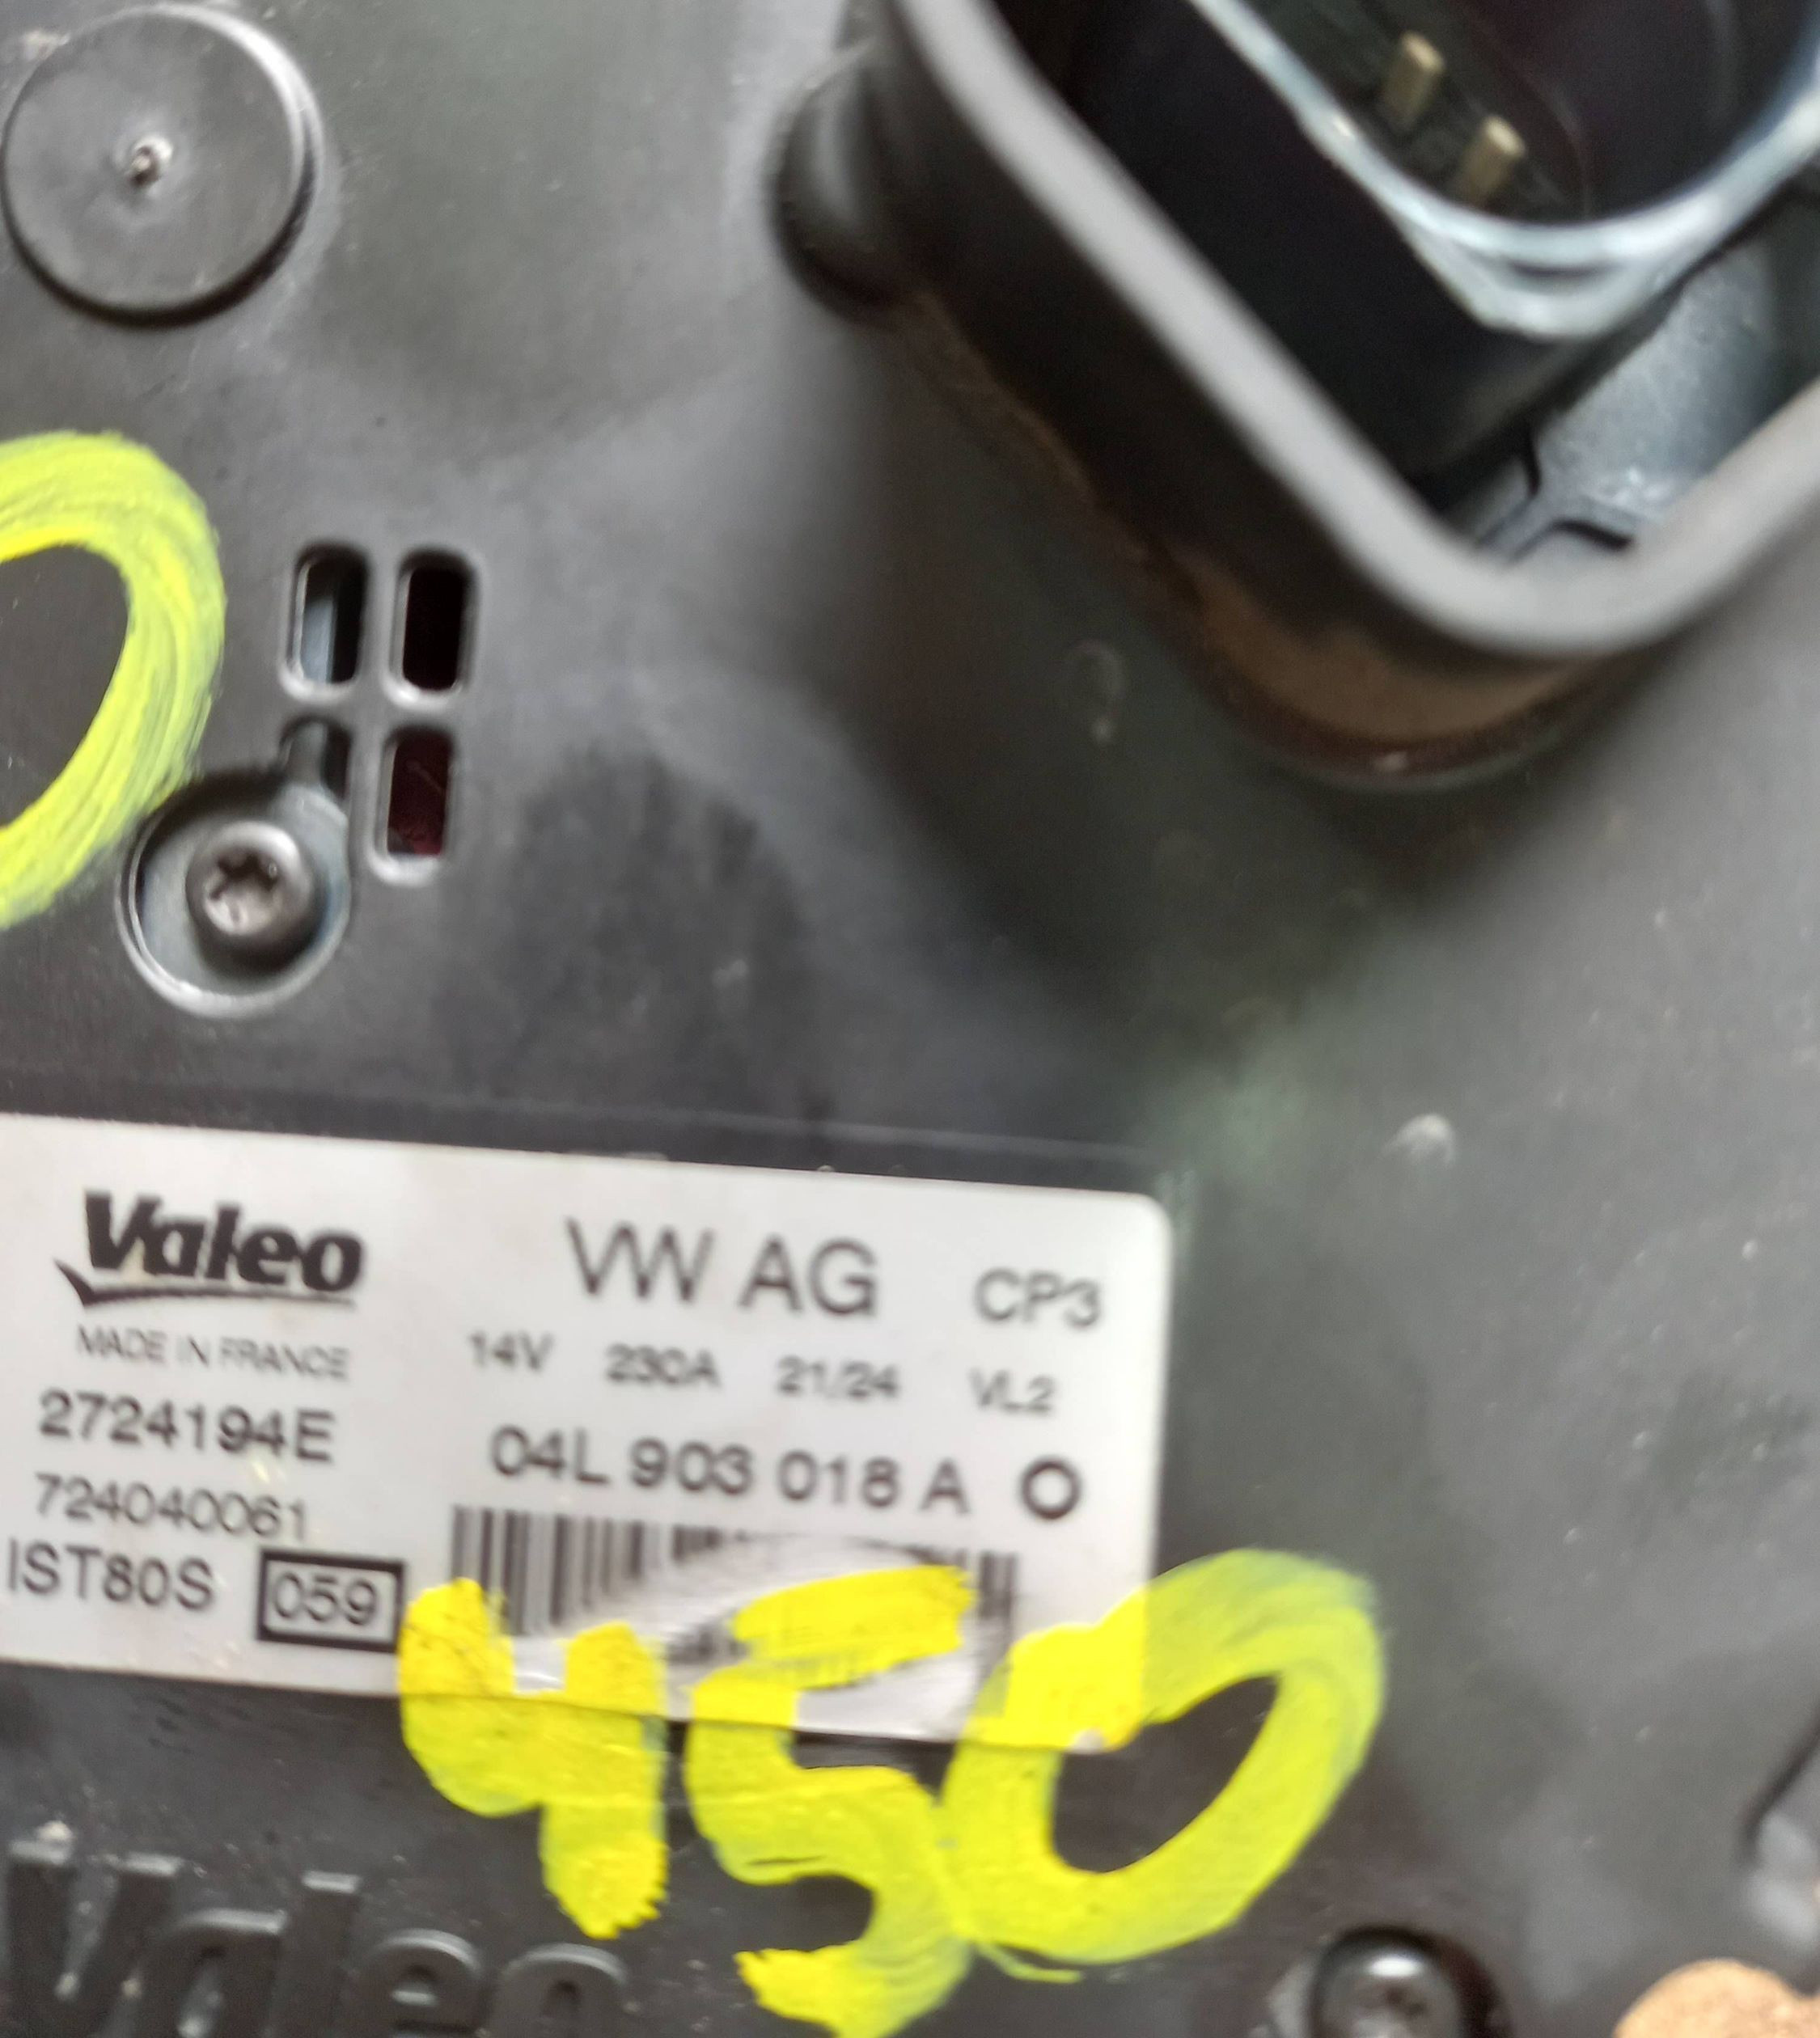 Valeo
MADE IN FRANCE
2724194E
724040061
IST80S 059
VW AG CP3
14V 230A 21/24 VL2
04L 903 018 A O
450
Valeo